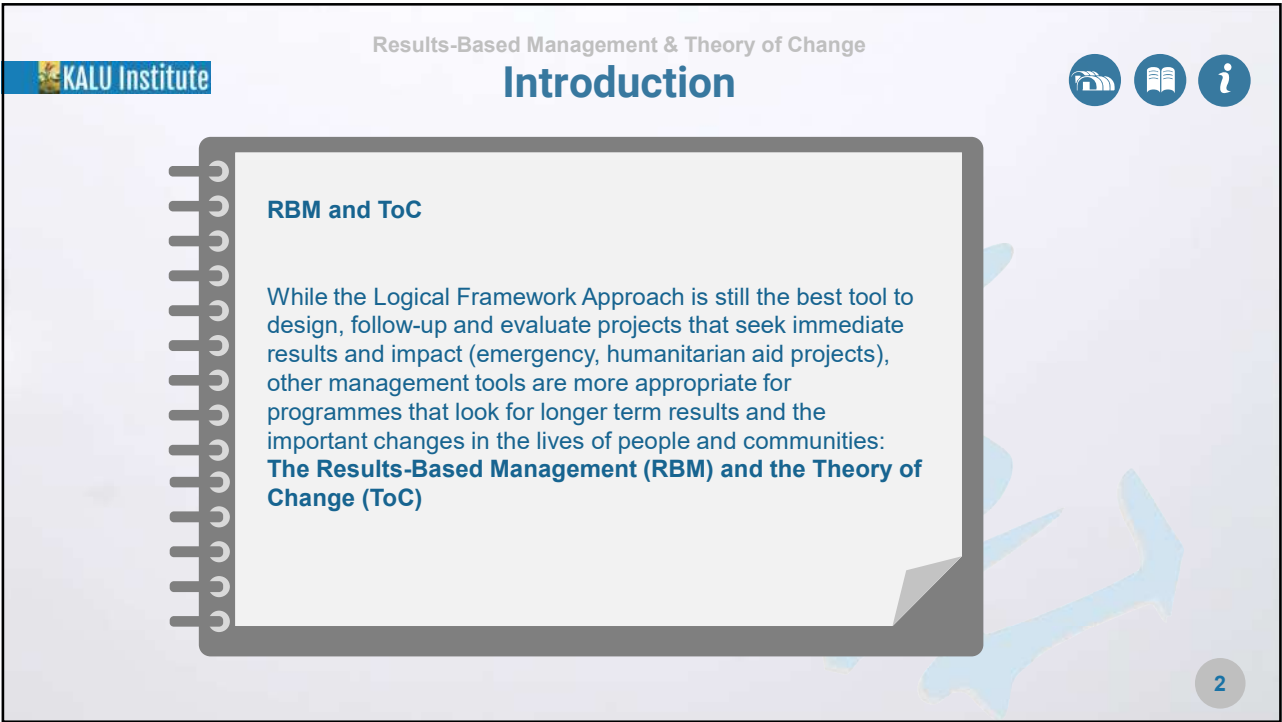 Results-Based Management & Theory of Change
KALU Institute
Introduction
i
RBM and ToC
While the Logical Framework Approach is still the best tool to
design, follow-up and evaluate projects that seek immediate
results and impact (emergency, humanitarian aid projects),
other management tools are more appropriate for
programmes that look for longer term results and the
important changes in the lives of people and communities:
The Results-Based Management (RBM) and the Theory of
Change (ToC)
2